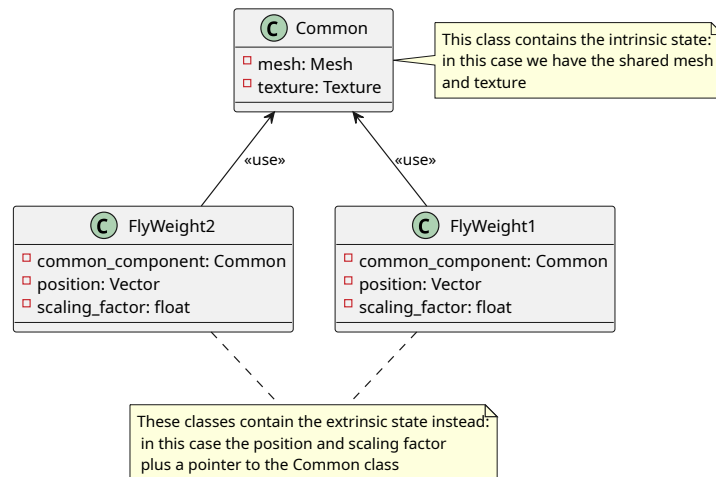 C Common
mesh: Mesh
texture: Texture
This class contains the intrinsic state:
in this case we have the shared mesh
and texture
«use»
«use»
C FlyWeight2
common_component: Common
position: Vector
scaling_factor: float
C FlyWeight1
common_component: Common
position: Vector
scaling_factor: float
These classes contain the extrinsic state instead:
in this case the position and scaling factor
plus a pointer to the Common class